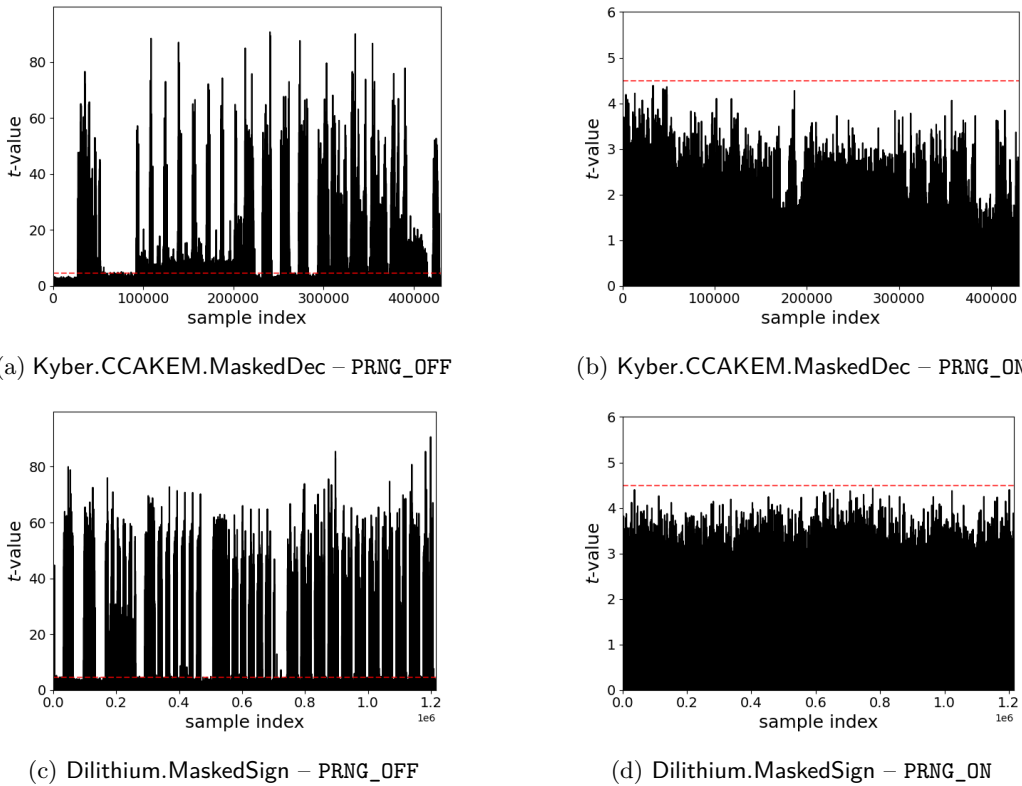 80
60
40
20
0
t-value
0 100000 200000 300000 400000
sample index
6
5
4
3
2
1
0
t-value
0 100000 200000 300000 400000
sample index
a) Kyber.CCAKEM.MaskedDec – PRNG_OFF
(b) Kyber.CCAKEM.MaskedDec – PRNG_ON
80
60
40
20
0
t-value
0.0 0.2 0.4 0.6 0.8 1.0 1.2
1e6
sample index
6
5
4
3
2
1
0
t-value
0.0 0.2 0.4 0.6 0.8 1.0 1.2
1e6
sample index
(c) Dilithium.MaskedSign – PRNG_OFF
(d) Dilithium.MaskedSign – PRNG_ON